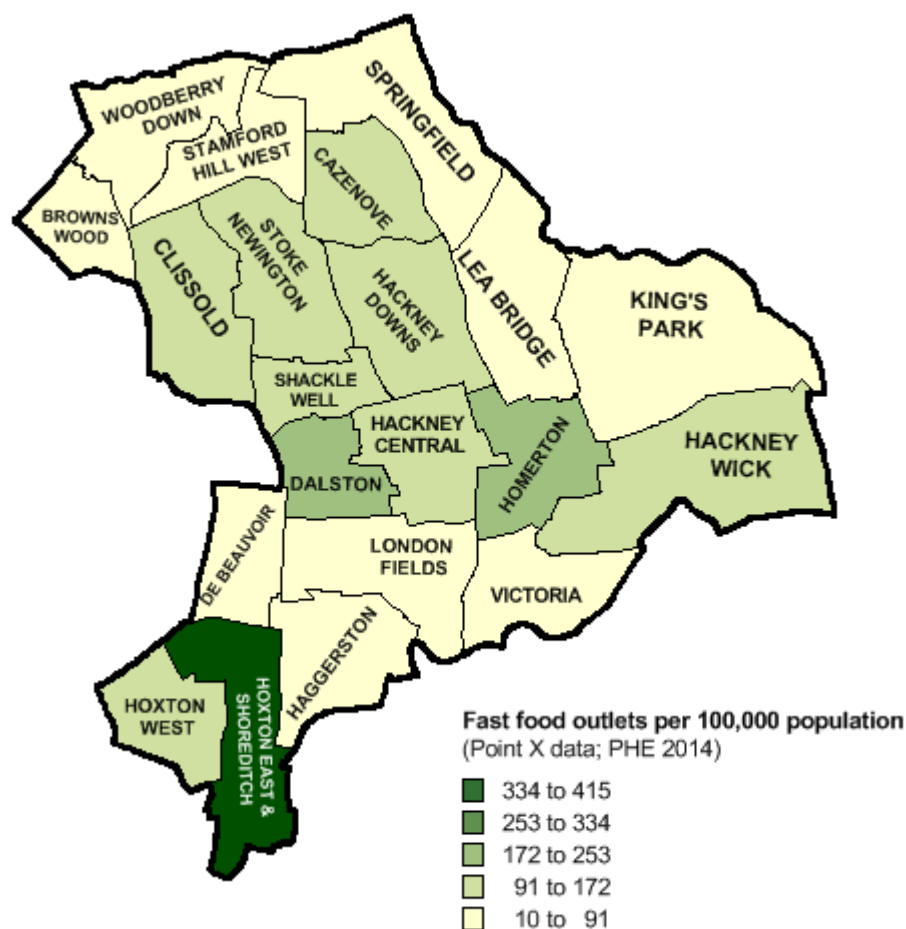 SPRINGFIELD
WOODBERRY
DOWN
STAMFORD
HILL WEST
CAZENOVE
BROWNS
WOOD
CLISSOLD
STOKE
NEWINGTON
HACKNEY
DOWNS
LEA BRIDGE
KING'S
PARK
SHACKLE
WELL
HACKNEY
CENTRAL
HACKNEY
WICK
DALSTON
HOMERTON
DE BEAUVOIR
LONDON
FIELDS
VICTORIA
HAGGERSTON
HOXTON
WEST
HOXTON EAST &
SHOREDITCH
Fast food outlets per 100,000 population
(Point X data; PHE 2014)
334 to 415
253 to 334
172 to 253
91 to 172
10 to 91